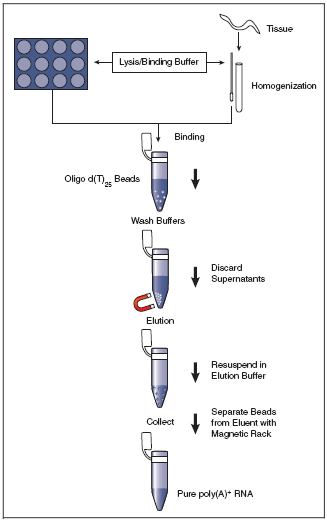 Tissue
Lysis/Binding Buffer
Homogenization
Binding
Oligo d(T)25 Beads
Wash Buffers
Discard
Supernatants
Elution
Resuspend in
Elution Buffer
Collect
Separate Beads
from Eluent with
Magnetic Rack
Pure poly(A)+ RNA